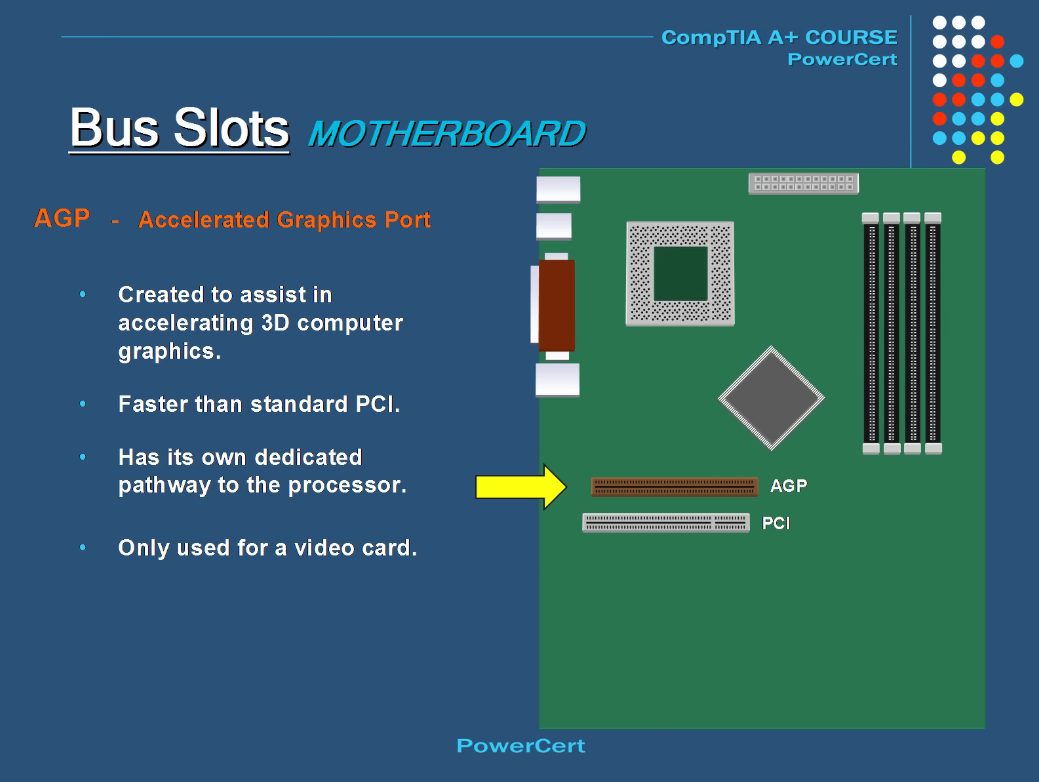 CompTIA A+ COURSE
PowerCert
Bus Slots MOTHERBOARD
AGP - Accelerated Graphics Port
• Created to assist in
accelerating 3D computer
graphics.
• Faster than standard PCI.
• Has its own dedicated
pathway to the processor.
• Only used for a video card.
AGP
PCI
PowerCert